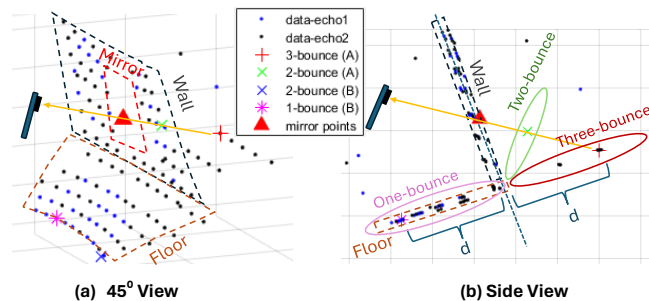 Mirror
Wall
Floor
data-echo1
data-echo2
3-bounce (A)
2-bounce (A)
2-bounce (B)
1-bounce (B)
mirror points
Wall
Two-bounce
Three-bounce
One-bounce
Floor
d
d
(a) 45⁰ View
(b) Side View